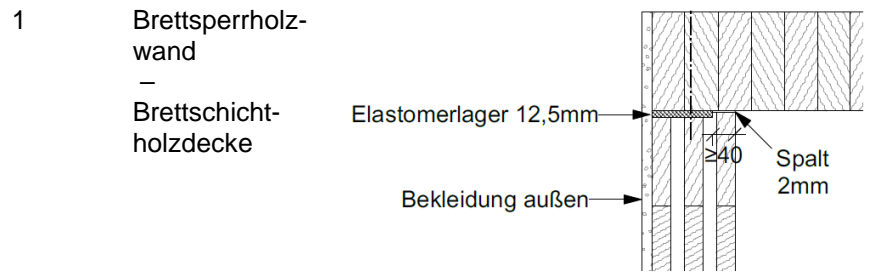 1
Brettsperrholz-
wand
–
Brettschicht-
holzdecke
Elastomerlager 12,5mm
≥40
Spalt
2mm
Bekleidung außen